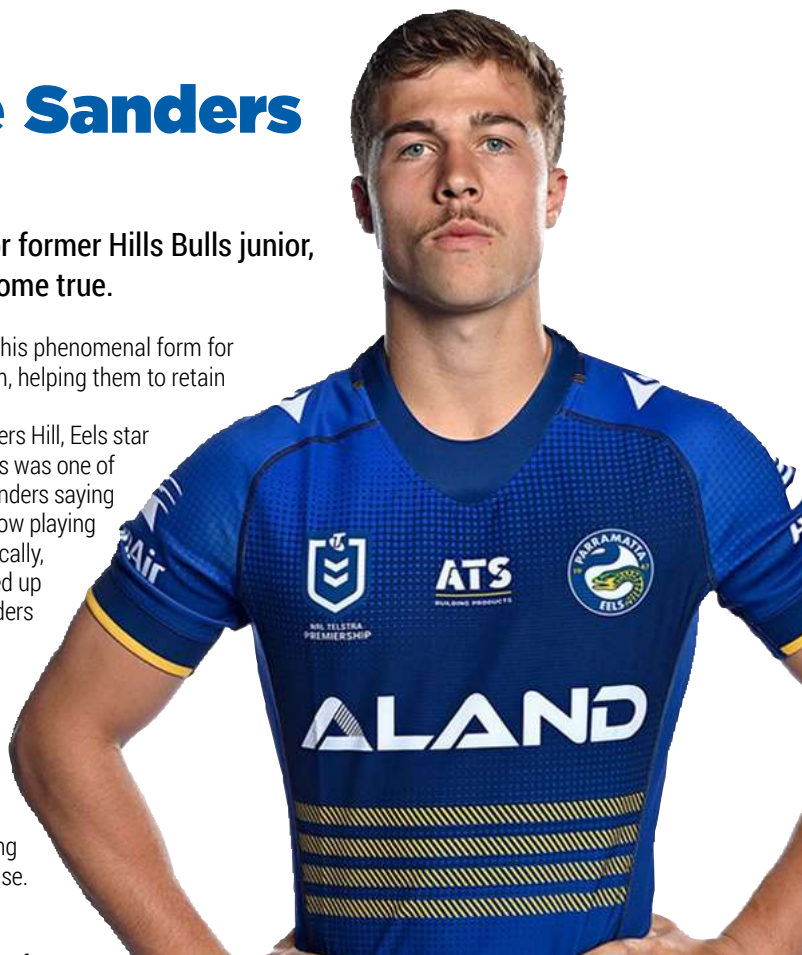 e Sanders
r former Hills Bulls junior,
ome true.
his phenomenal form for
n, helping them to retain
ers Hill, Eels star
s was one of
nders saying
ow playing
cally,
ed up
ders
ng
se.
Air
NRL TELSTRA
PREMIERSHIP
ATS
BUILDING PRODUCTS
PARRAMATTA
EELS
ALAND